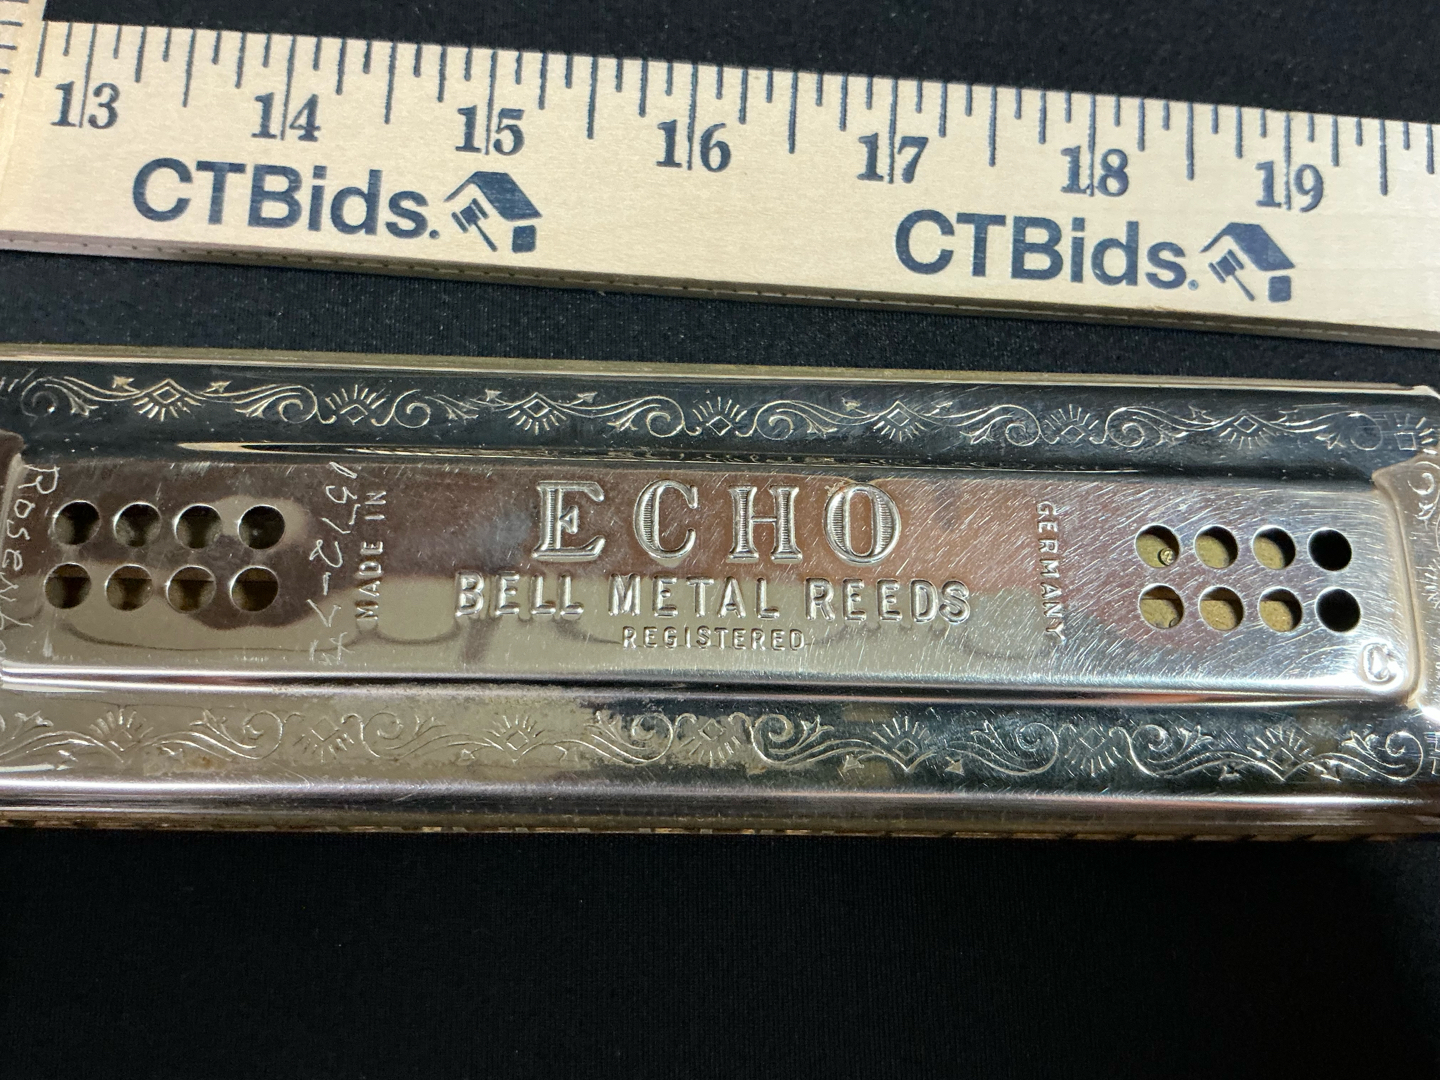 13 14 15 16 17 18 19
CTBids. CTBids.
MADE IN
ECHO
BELL METAL REEDS
REGISTERED
GERMANY
C